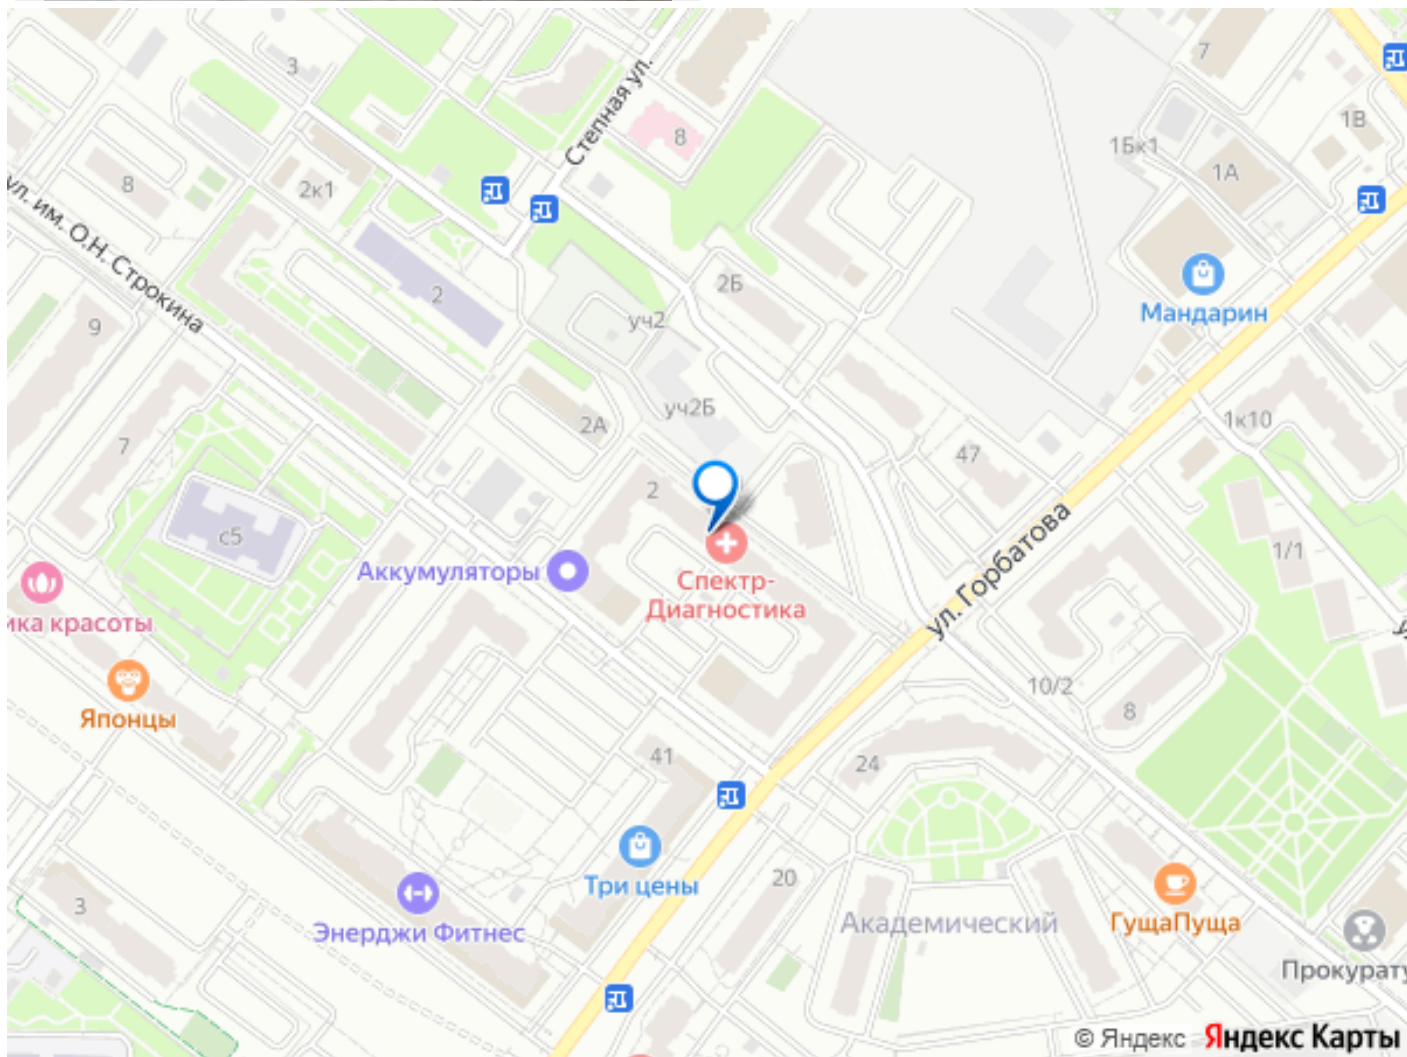 3
7
Степная ул.
8
1В
1Бк1
1А
8
2к1
ул. им. О.Н. Строкина
2
2Б
Мандарин
уч2
9
уч2Б
1к10
2А
7
47
2
с5
1/1
ул. Горбатова
Аккумуляторы
Спектр-
Диагностика
ика красоты
10/2
Японцы
8
41
24
Три цены
20
3
Энерджи Фитнес
Академический
ГущаПуща
Прокурату
© Яндекс Яндекс Карты